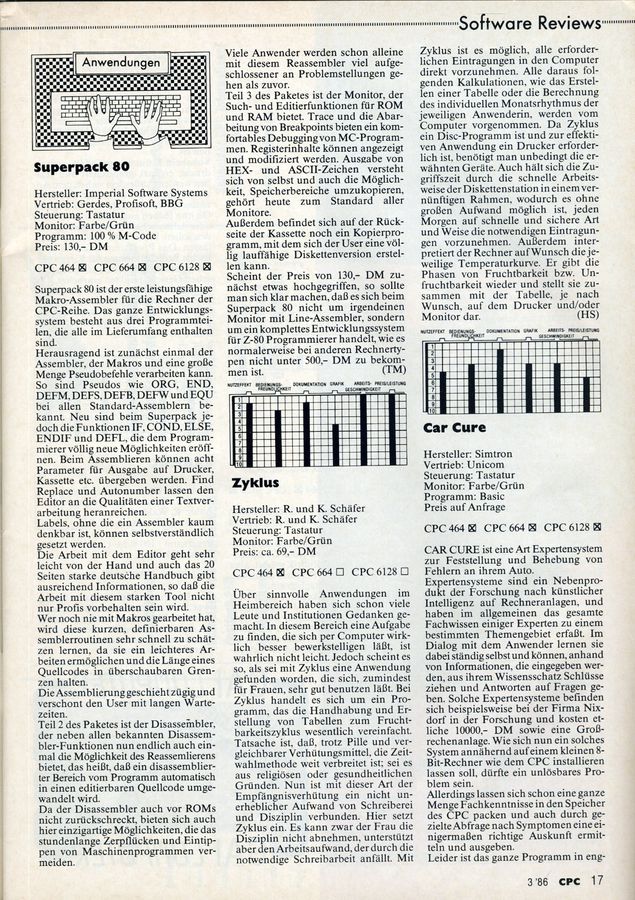 Software Reviews
Anwendungen
Superpack 80
Hersteller: Imperial Software Systems
Vertrieb: Gerdes, Profisoft, BBG
Steuerung: Tastatur
Monitor: Farbe/Grün
Programm: 100 % M-Code
Preis: 130,– DM
CPC 464 ☒ CPC 664 ☒ CPC 6128 ☒
Superpack 80 ist der erste leistungsfähige
Makro-Assembler für die Rechner der
CPC-Reihe. Das ganze Entwicklungs-
system besteht aus drei Programmtei-
len, die alle im Lieferumfang enthalten
sind.
Herausragend ist zunächst einmal der
Assembler, der Makros und eine große
Menge Pseudobefehle verarbeiten kann.
So sind Pseudos wie ORG, END,
DEFM, DEFS, DEFB, DEFW und EQU
bei allen Standard-Assemblern be-
kannt. Neu sind beim Superpack je-
doch die Funktionen IF, COND, ELSE,
ENDIF und DEFL, die dem Program-
mierer völlig neue Möglichkeiten eröff-
nen. Beim Assemblieren können acht
Parameter für Ausgabe auf Drucker,
Kassette etc. übergeben werden. Find
Replace und Autonumber lassen den
Editor an die Qualitäten einer Textver-
arbeitung heranreichen.
Labels, ohne die ein Assembler kaum
denkbar ist, können selbstverständlich
gesetzt werden.
Die Arbeit mit dem Editor geht sehr
leicht von der Hand und auch das 20
Seiten starke deutsche Handbuch gibt
ausreichend Informationen, so daß die
Arbeit mit diesem starken Tool nicht
nur Profis vorbehalten sein wird.
Wer noch nie mit Makros gearbeitet hat,
wird diese kurzen, definierbaren As-
semblerroutinen sehr schnell zu schät-
zen lernen, da sie ein leichteres Ar-
beiten ermöglichen und die Länge eines
Quellcodes in überschaubaren Gren-
zen halten.
Die Assemblierung geschieht zügig und
verschont den User mit langen Warte-
zeiten.
Teil 2 des Paketes ist der Disassembler,
der neben allen bekannten Disassem-
bler-Funktionen nun endlich auch ein-
mal die Möglichkeit des Reassemlierens
bietet, das heißt, daß ein disassemblier-
ter Bereich vom Programm automatisch
in einen editierbaren Quellcode umge-
wandelt wird.
Da der Disassembler auch vor ROMs
nicht zurückschreckt, bieten sich auch
hier einzigartige Möglichkeiten, die das
stundenlange Zerpflücken und Eintip-
pen von Maschinenprogrammen ver-
meiden.
Viele Anwender werden schon alleine
mit diesem Reassembler viel aufge-
schlossener an Problemstellungen ge-
hen als zuvor.
Teil 3 des Paketes ist der Monitor, der
Such- und Editierfunktionen für ROM
und RAM bietet. Trace und die Abar-
beitung von Breakpoints bieten ein kom-
fortables Debugging von MC-Program-
men. Registerinhalte können angezeigt
und modifiziert werden. Ausgabe von
HEX- und ASCII-Zeichen versteht
sich von selbst und auch die Möglich-
keit, Speicherbereiche umzukopieren,
gehört heute zum Standard aller
Monitore.
Außerdem befindet sich auf der Rück-
seite der Kassette noch ein Kopierpro-
gramm, mit dem sich der User eine völ-
lig lauffähige Diskettenversion erstel-
len kann.
Scheint der Preis von 130,– DM zu-
nächst etwas hochgegriffen, so sollte
man sich klar machen, daß es sich beim
Superpack 80 nicht um irgendeinen
Monitor mit Line-Assembler, sondern
um ein komplettes Entwicklungssystem
für Z-80 Programmierer handelt, wie es
normalerweise bei anderen Rechnerty-
pen nicht unter 500,– DM zu bekom-
men ist. (TM)
NUTZEFFEKT BEDIENUNGS- DOKUMENTATION GRAFIK ARBEITS- PREIS/LEISTUNG
FREUNDLICHKEIT GESCHWINDIGKEIT
1
2
3
4
5
6
7
8
9
10
Zyklus
Hersteller: R. und K. Schäfer
Vertrieb: R. und K. Schäfer
Steuerung: Tastatur
Monitor: Farbe/Grün
Preis: ca. 69,– DM
CPC 464 ☒ CPC 664 ☐ CPC 6128 ☐
Über sinnvolle Anwendungen im
Heimbereich haben sich schon viele
Leute und Institutionen Gedanken ge-
macht. In diesem Bereich eine Aufgabe
zu finden, die sich per Computer wirk-
lich besser bewerkstelligen läßt, ist
wahrlich nicht leicht. Jedoch scheint es
so, als sei mit Zyklus eine Anwendung
gefunden worden, die sich, zumindest
für Frauen, sehr gut benutzen läßt. Bei
Zyklus handelt es sich um ein Pro-
gramm, das die Handhabung und Er-
stellung von Tabellen zum Frucht-
barkeitszyklus wesentlich vereinfacht.
Tatsache ist, daß, trotz Pille und ver-
gleichbarer Verhütungsmittel, die Zeit-
wahlmethode weit verbreitet ist; sei es
aus religiösen oder gesundheitlichen
Gründen. Nun ist mit dieser Art der
Empfängnisverhütung ein nicht un-
erheblicher Aufwand von Schreiberei
und Disziplin verbunden. Hier setzt
Zyklus ein. Es kann zwar der Frau die
Disziplin nicht abnehmen, unterstützt
aber den Arbeitsaufwand, der durch die
notwendige Schreibarbeit anfällt. Mit
Zyklus ist es möglich, alle erforder-
lichen Eintragungen in den Computer
direkt vorzunehmen. Alle daraus fol-
genden Kalkulationen, wie das Erstel-
len einer Tabelle oder die Berechnung
des individuellen Monatsrhythmus der
jeweiligen Anwenderin, werden vom
Computer vorgenommen. Da Zyklus
ein Disc-Programm ist und zur effekti-
ven Anwendung ein Drucker erforder-
lich ist, benötigt man unbedingt die er-
wähnten Geräte. Auch hält sich die Zu-
griffszeit durch die schnelle Arbeits-
weise der Diskettenstation in einem ver-
nünftigen Rahmen, wodurch es ohne
großen Aufwand möglich ist, jeden
Morgen auf schnelle und sichere Art
und Weise die notwendigen Eintragun-
gen vorzunehmen. Außerdem inter-
pretiert der Rechner auf Wunsch die je-
weilige Temperaturkurve. Er gibt die
Phasen von Fruchtbarkeit bzw. Un-
fruchtbarkeit wieder und stellt sie zu-
sammen mit der Tabelle, je nach
Wunsch, auf dem Drucker und/oder
Monitor dar. (HS)
NUTZEFFEKT BEDIENUNGS- DOKUMENTATION GRAFIK ARBEITS- PREIS/LEISTUNG
FREUNDLICHKEIT GESCHWINDIGKEIT
1
2
3
4
5
6
7
8
9
10
Car Cure
Hersteller: Simtron
Vertrieb: Unicom
Steuerung: Tastatur
Monitor: Farbe/Grün
Programm: Basic
Preis auf Anfrage
CPC 464 ☒ CPC 664 ☒ CPC 6128 ☒
CAR CURE ist eine Art Expertensystem
zur Feststellung und Behebung von
Fehlern an ihrem Auto.
Expertensysteme sind ein Nebenpro-
dukt der Forschung nach künstlicher
Intelligenz auf Rechneranlagen, und
haben im allgemeinen das gesamte
Fachwissen einiger Experten zu einem
bestimmten Themengebiet erfaßt. Im
Dialog mit dem Anwender lernen sie
dabei ständig selbst und können, anhand
von Informationen, die eingegeben wer-
den, aus ihrem Wissensschatz Schlüsse
ziehen und Antworten auf Fragen ge-
ben. Solche Expertensysteme befinden
sich beispielsweise bei der Firma Nix-
dorf in der Forschung und kosten et-
liche 10000,– DM sowie eine Groß-
rechenanlage. Wie sich nun ein solches
System annähernd auf einem kleinen 8-
Bit-Rechner wie dem CPC installieren
lassen soll, dürfte ein unlösbares Pro-
blem sein.
Allerdings lassen sich schon eine ganze
Menge Fachkenntnisse in den Speicher
des CPC packen und auch durch ge-
zielte Abfrage nach Symptomen eine ei-
nigermaßen richtige Auskunft ermit-
teln und ausgeben.
Leider ist das ganze Programm in eng-
3 '86 CPC 17